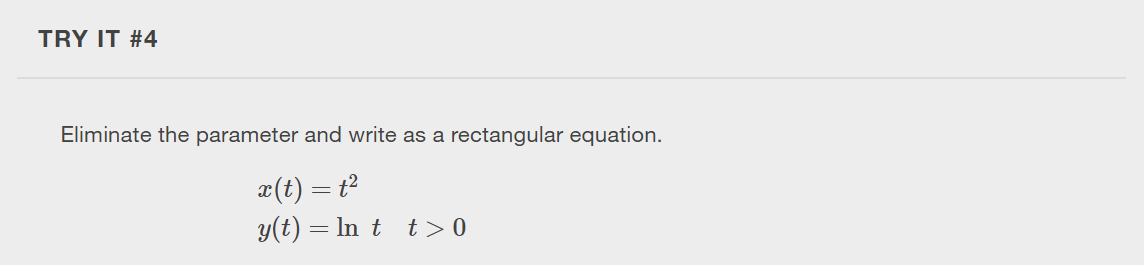 TRY IT #4
Eliminate the parameter and write as a rectangular equation.
x(t) = t²
y(t) = ln t t > 0